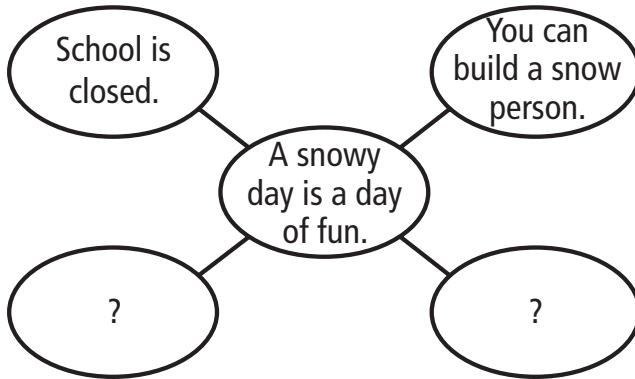 School is
closed.
You can
build a snow
person.
A snowy
day is a day
of fun.
?
?